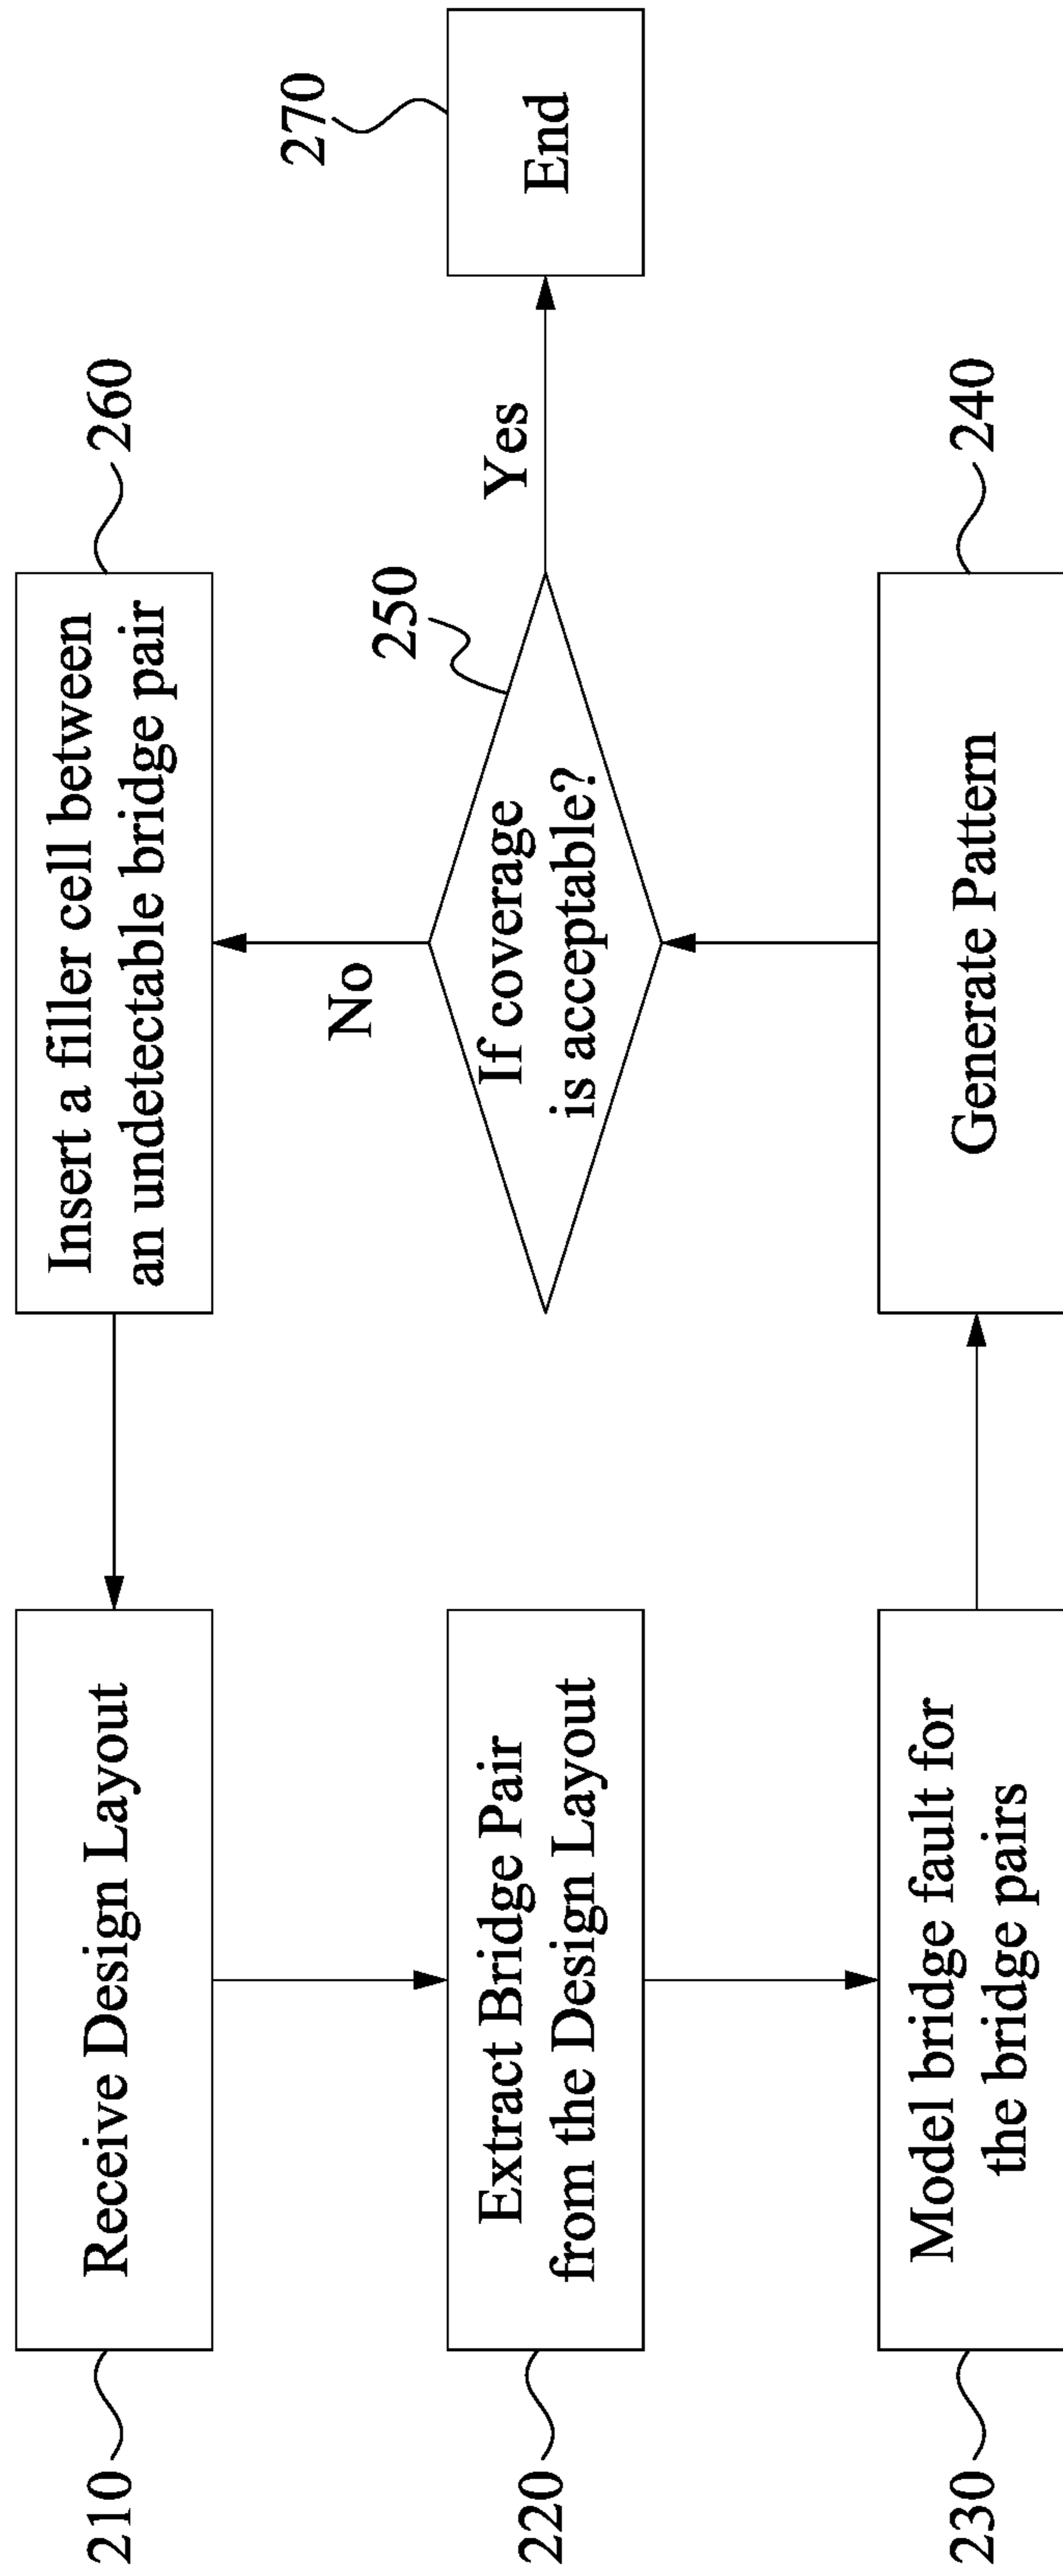 210
Receive Design Layout
220
Extract Bridge Pair
from the Design Layout
230
Model bridge fault for
the bridge pairs
Generate Pattern
240
If coverage
is acceptable?
250
No
Yes
Insert a filler cell between
an undetectable bridge pair
260
End
270